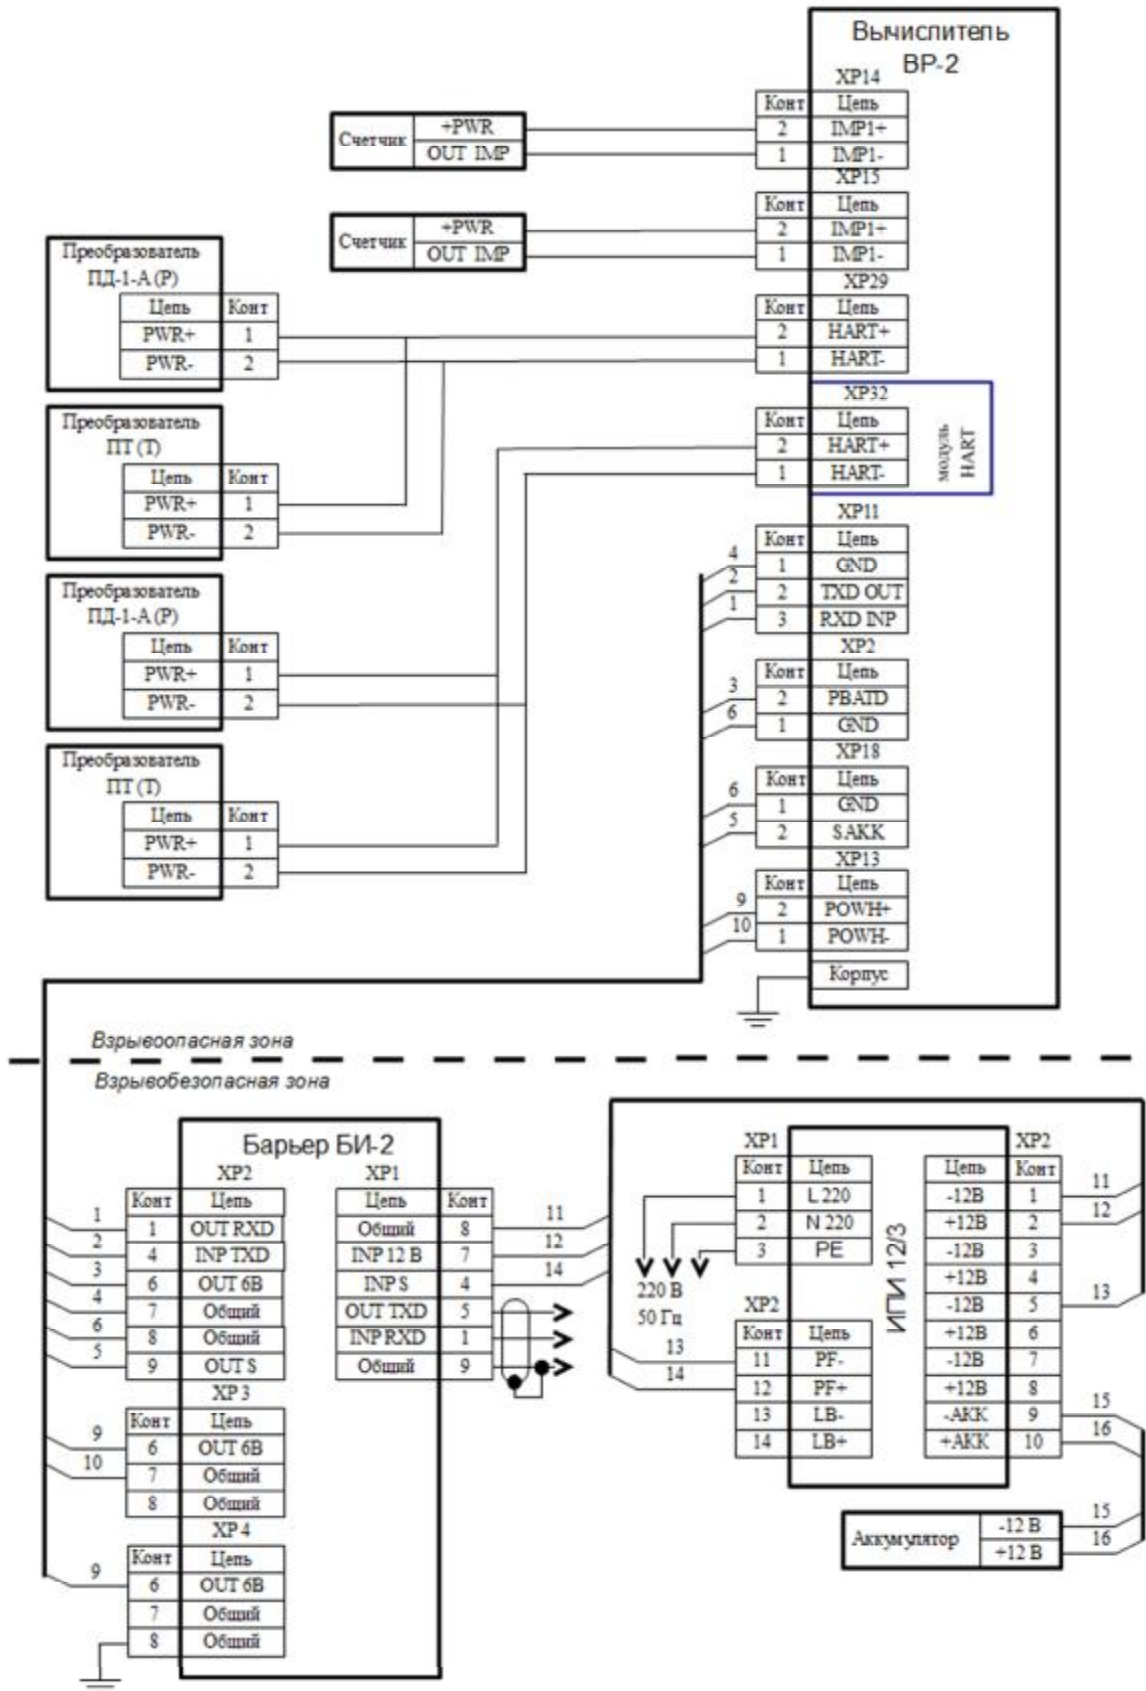 Вычислитель
ВР-2
XP14
Конт Цепь
2 IMP1+
1 IMP1-
Счетчик
+PWR
OUT IMP
XP15
Конт Цепь
2 IMP1+
1 IMP1-
Счетчик
+PWR
OUT IMP
XP29
Конт Цепь
2 HART+
1 HART-
Преобразователь
ПД-1-А (Р)
Цепь Конт
PWR+ 1
PWR- 2
XP32
Конт Цепь
2 HART+
1 HART-
модуль
HART
Преобразователь
ПТ (Т)
Цепь Конт
PWR+ 1
PWR- 2
XP11
Конт Цепь
4 1 GND
2 2 TXD OUT
1 3 RXD INP
Преобразователь
ПД-1-А (Р)
Цепь Конт
PWR+ 1
PWR- 2
XP2
Конт Цепь
3 2 PBATD
6 1 GND
XP18
Конт Цепь
6 1 GND
5 2 SAKK
Преобразователь
ПТ (Т)
Цепь Конт
PWR+ 1
PWR- 2
XP13
Конт Цепь
9 2 POWH+
10 1 POWH-
Корпус
Взрывоопасная зона
Взрывобезопасная зона
Барьер БИ-2
XP2
Конт Цепь
1 1 OUT RXD
2 4 INP TXD
3 6 OUT 6В
4 7 Общий
6 8 Общий
5 9 OUT S
XP3
Конт Цепь
9 6 OUT 6В
10 7 Общий
8 Общий
XP4
Конт Цепь
9 6 OUT 6В
7 Общий
8 Общий
XP1
Цепь Конт
Общий 8 11
INP 12 В 7 12
INP S 4 14
OUT TXD 5
INP RXD 1
Общий 9
ИПИ 12/3
XP1
Конт Цепь
1 L 220
2 N 220
3 PE
220 В
50 Гц
XP2
Конт Цепь
13 11 PF-
14 12 PF+
13 LB-
14 LB+
XP2
Цепь Конт
-12В 1 11
+12В 2 12
-12В 3
+12В 4
-12В 5 13
+12В 6
-12В 7
+12В 8
-АКК 9 15
+АКК 10 16
Аккумулятор
-12 В 15
+12 В 16